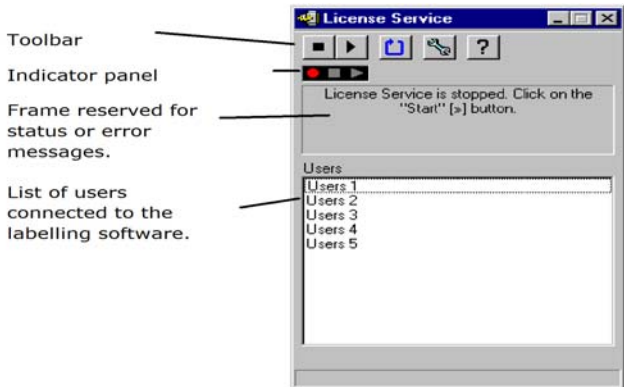 License Service
Toolbar
?
Indicator panel
Frame reserved for
status or error
messages.
License Service is stopped. Click on the
"Start" [»] button.
List of users
connected to the
labelling software.
Users
Users 1
Users 2
Users 3
Users 4
Users 5